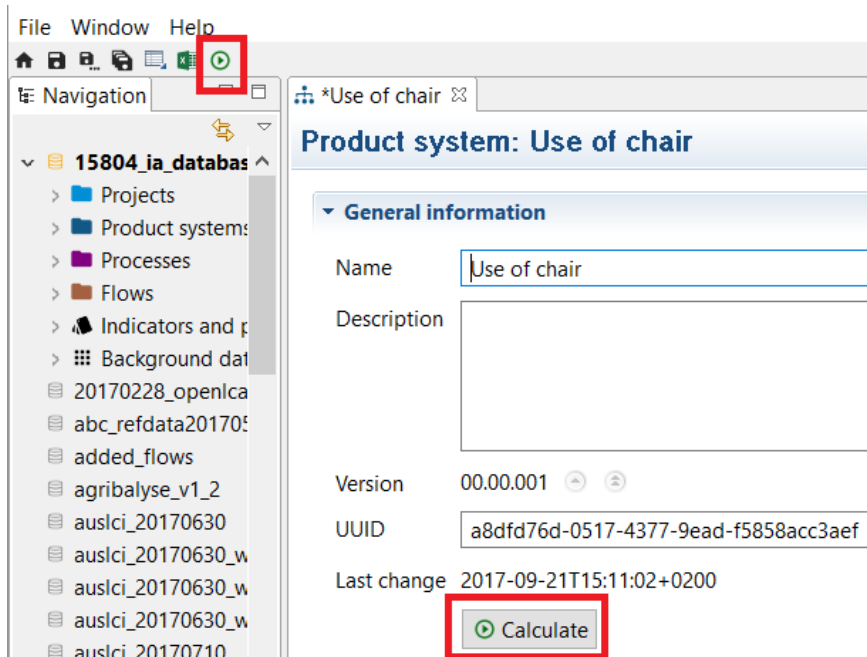 File Window Help
Navigation
*Use of chair
15804_ia_databas
Projects
Product systems
Processes
Flows
Indicators and p
Background dat
20170228_openlca
abc_refdata201705
added_flows
agribalyse_v1_2
auslci_20170630
auslci_20170630_w
auslci_20170630_w
auslci_20170630_w
auslci_20170710
Product system: Use of chair
General information
Name Use of chair
Description
Version 00.00.001
UUID a8dfd76d-0517-4377-9ead-f5858acc3aef
Last change 2017-09-21T15:11:02+0200
Calculate